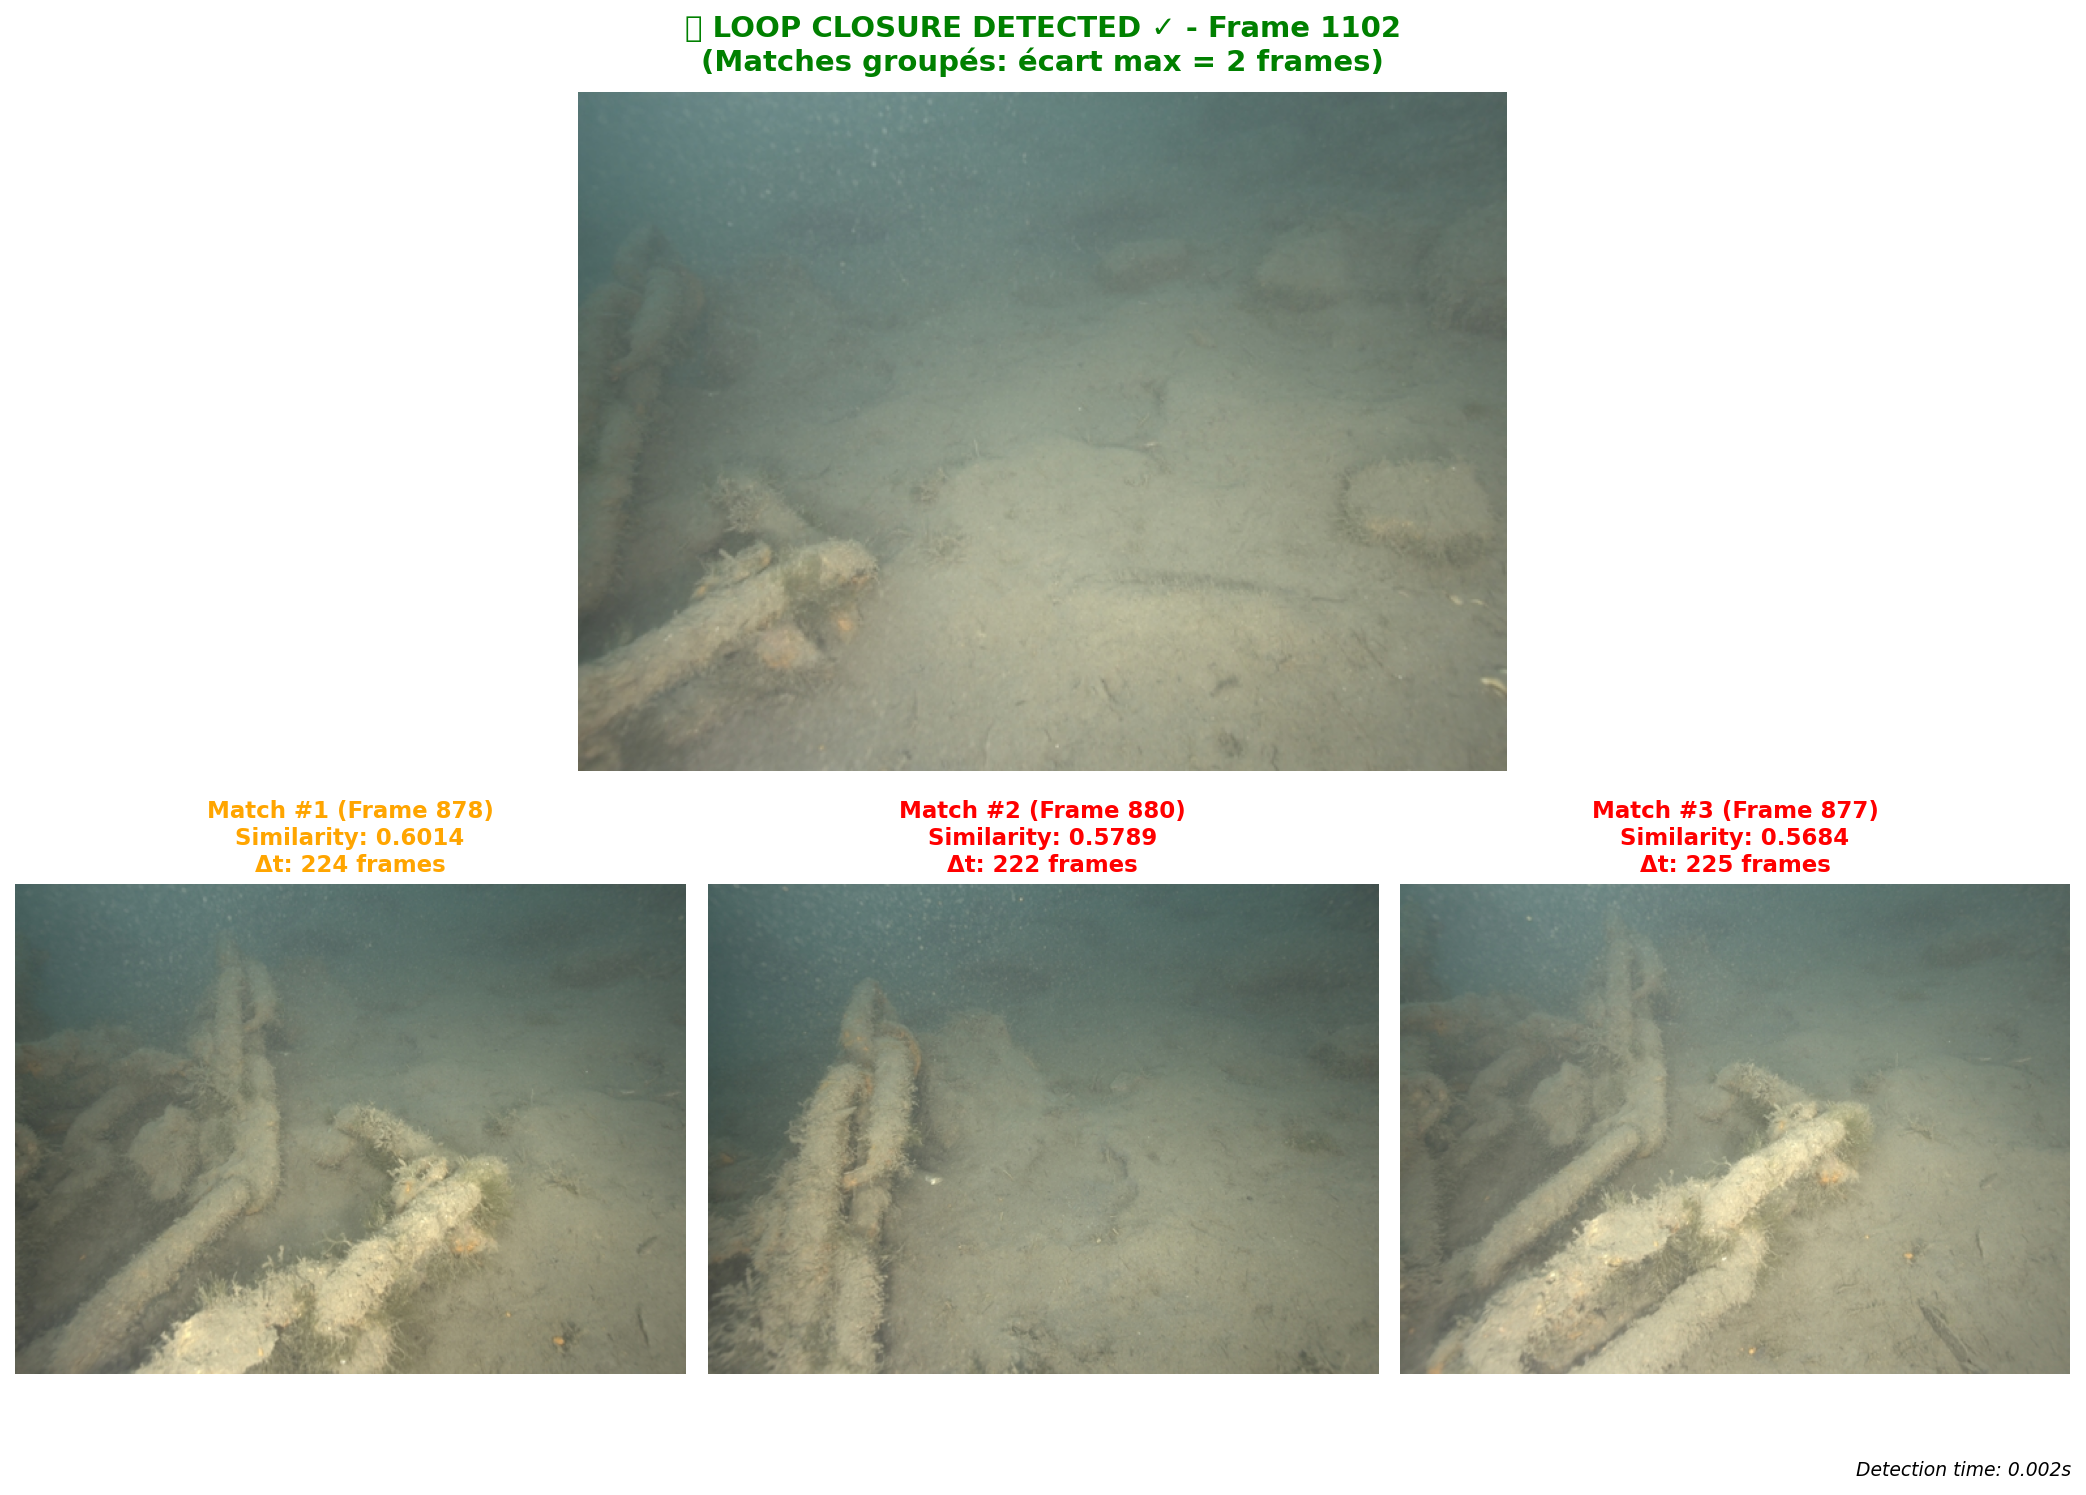 LOOP CLOSURE DETECTED ✓ - Frame 1102
(Matches groupés: écart max = 2 frames)
Match #1 (Frame 878)
Similarity: 0.6014
Δt: 224 frames
Match #2 (Frame 880)
Similarity: 0.5789
Δt: 222 frames
Match #3 (Frame 877)
Similarity: 0.5684
Δt: 225 frames
Detection time: 0.002s